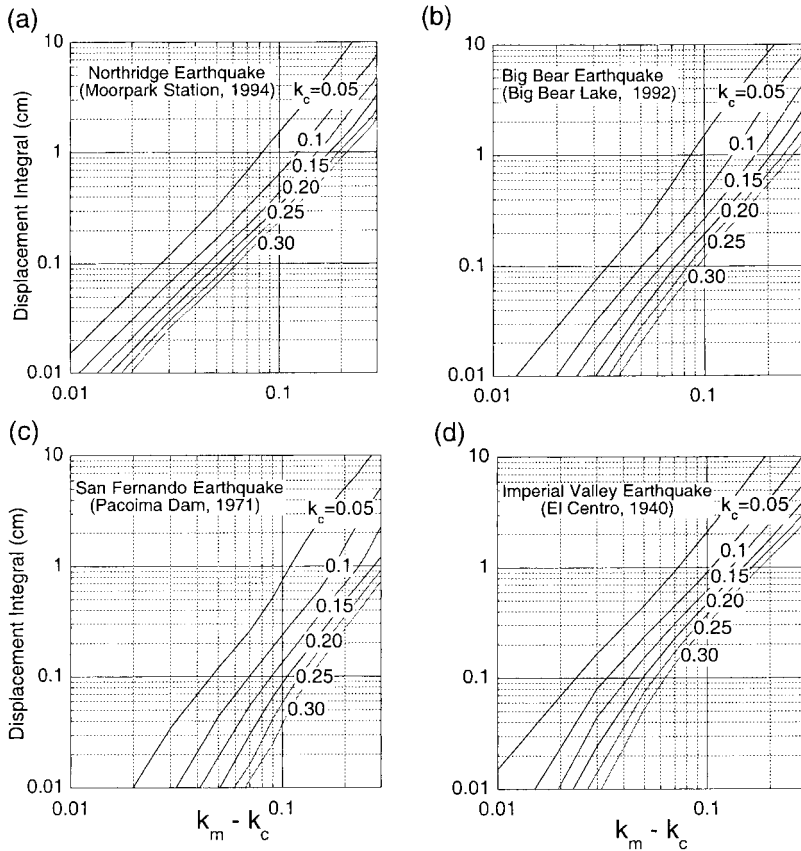 (a)
10
Northridge Earthquake
(Moorpark Station, 1994)
k_c=0.05
0.1
1
0.15
0.20
0.25
0.30
0.1
0.01
0.01
0.1
Displacement Integral (cm)
(b)
10
Big Bear Earthquake
(Big Bear Lake, 1992)
k_c=0.05
0.1
1
0.15
0.20
0.25
0.30
0.1
0.01
0.01
0.1
(c)
10
San Fernando Earthquake
(Pacoima Dam, 1971)
k_c=0.05
0.1
1
0.15
0.20
0.25
0.30
0.1
0.01
0.01
0.1
Displacement Integral (cm)
k_m - k_c
(d)
10
Imperial Valley Earthquake
(El Centro, 1940)
k_c=0.05
0.1
1
0.15
0.20
0.25
0.30
0.1
0.01
0.01
0.1
k_m - k_c